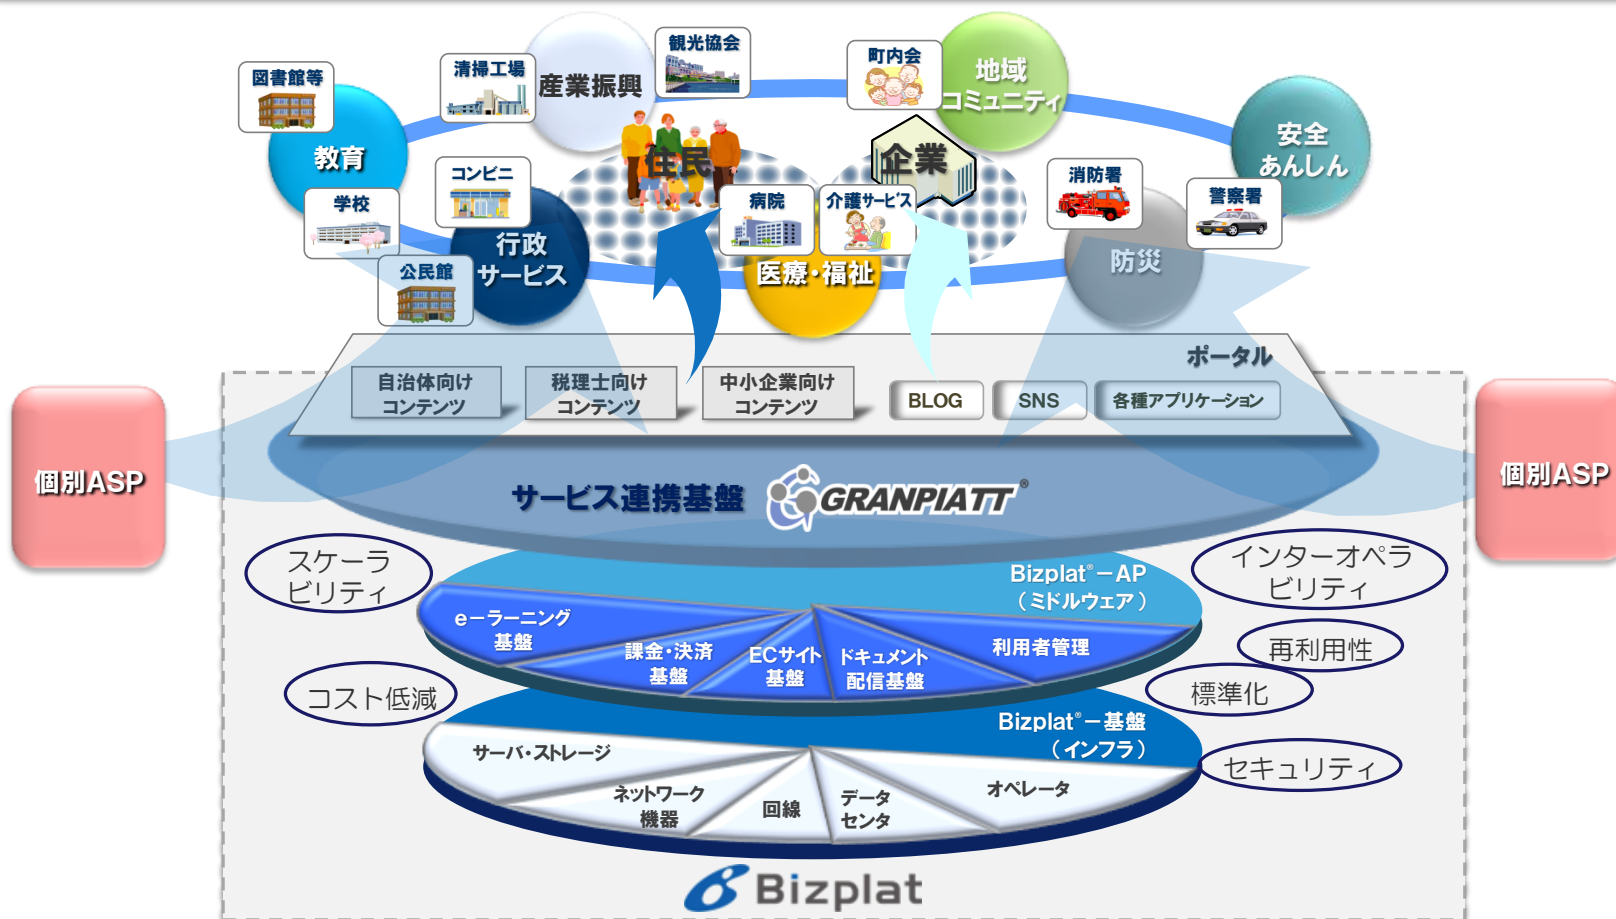 図書館等
教育
学校
清掃工場
産業振興
観光協会
コンビニ
行政
サービス
公民館
住民
企業
病院
介護サービス
医療・福祉
町内会
地域
コミュニティ
消防署
防災
警察署
安全
あんしん
ポータル
自治体向け
コンテンツ
税理士向け
コンテンツ
中小企業向け
コンテンツ
BLOG
SNS
各種アプリケーション
個別ASP
個別ASP
サービス連携基盤
GRANPIATT®
スケーラ
ビリティ
コスト低減
インターオペラ
ビリティ
再利用性
標準化
セキュリティ
Bizplat®－AP
（ミドルウェア）
e－ラーニング
基盤
課金・決済
基盤
ECサイト
基盤
ドキュメント
配信基盤
利用者管理
Bizplat®－基盤
（インフラ）
サーバ・ストレージ
ネットワーク
機器
回線
データ
センタ
オペレータ
Bizplat